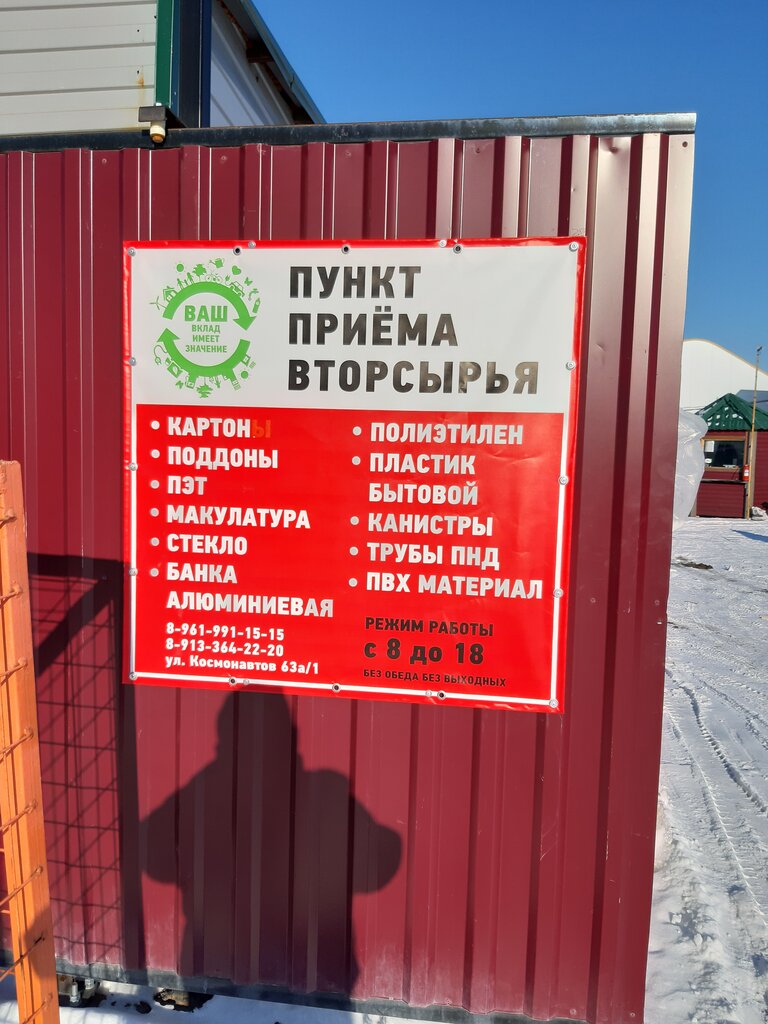 ВАШ
ВКЛАД
ИМЕЕТ
ЗНАЧЕНИЕ
ПУНКТ
ПРИЁМА
ВТОРСЫРЬЯ
• КАРТОНЫ
• ПОДДОНЫ
• ПЭТ
• МАКУЛАТУРА
• СТЕКЛО
• БАНКА
АЛЮМИНИЕВАЯ
8-961-991-15-15
8-913-364-22-20
ул. Космонавтов 63а/1
• ПОЛИЭТИЛЕН
• ПЛАСТИК
БЫТОВОЙ
• КАНИСТРЫ
• ТРУБЫ ПНД
• ПВХ МАТЕРИАЛ
РЕЖИМ РАБОТЫ
с 8 до 18
БЕЗ ОБЕДА БЕЗ ВЫХОДНЫХ